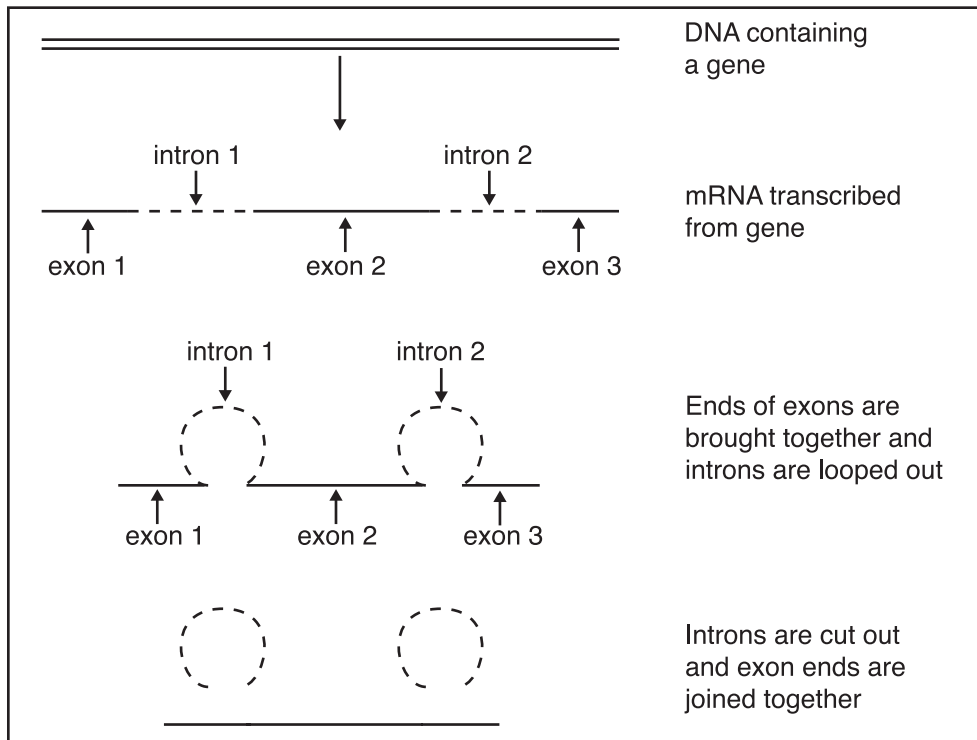 DNA containing
a gene
intron 1
intron 2
mRNA transcribed
from gene
exon 1
exon 2
exon 3
intron 1
intron 2
Ends of exons are
brought together and
introns are looped out
exon 1
exon 2
exon 3
Introns are cut out
and exon ends are
joined together